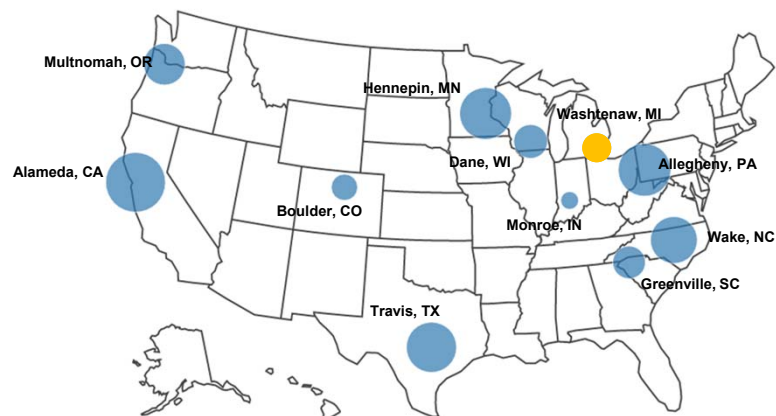 Multnomah, OR
Hennepin, MN
Washtenaw, MI
Dane, WI
Allegheny, PA
Alameda, CA
Boulder, CO
Monroe, IN
Wake, NC
Greenville, SC
Travis, TX